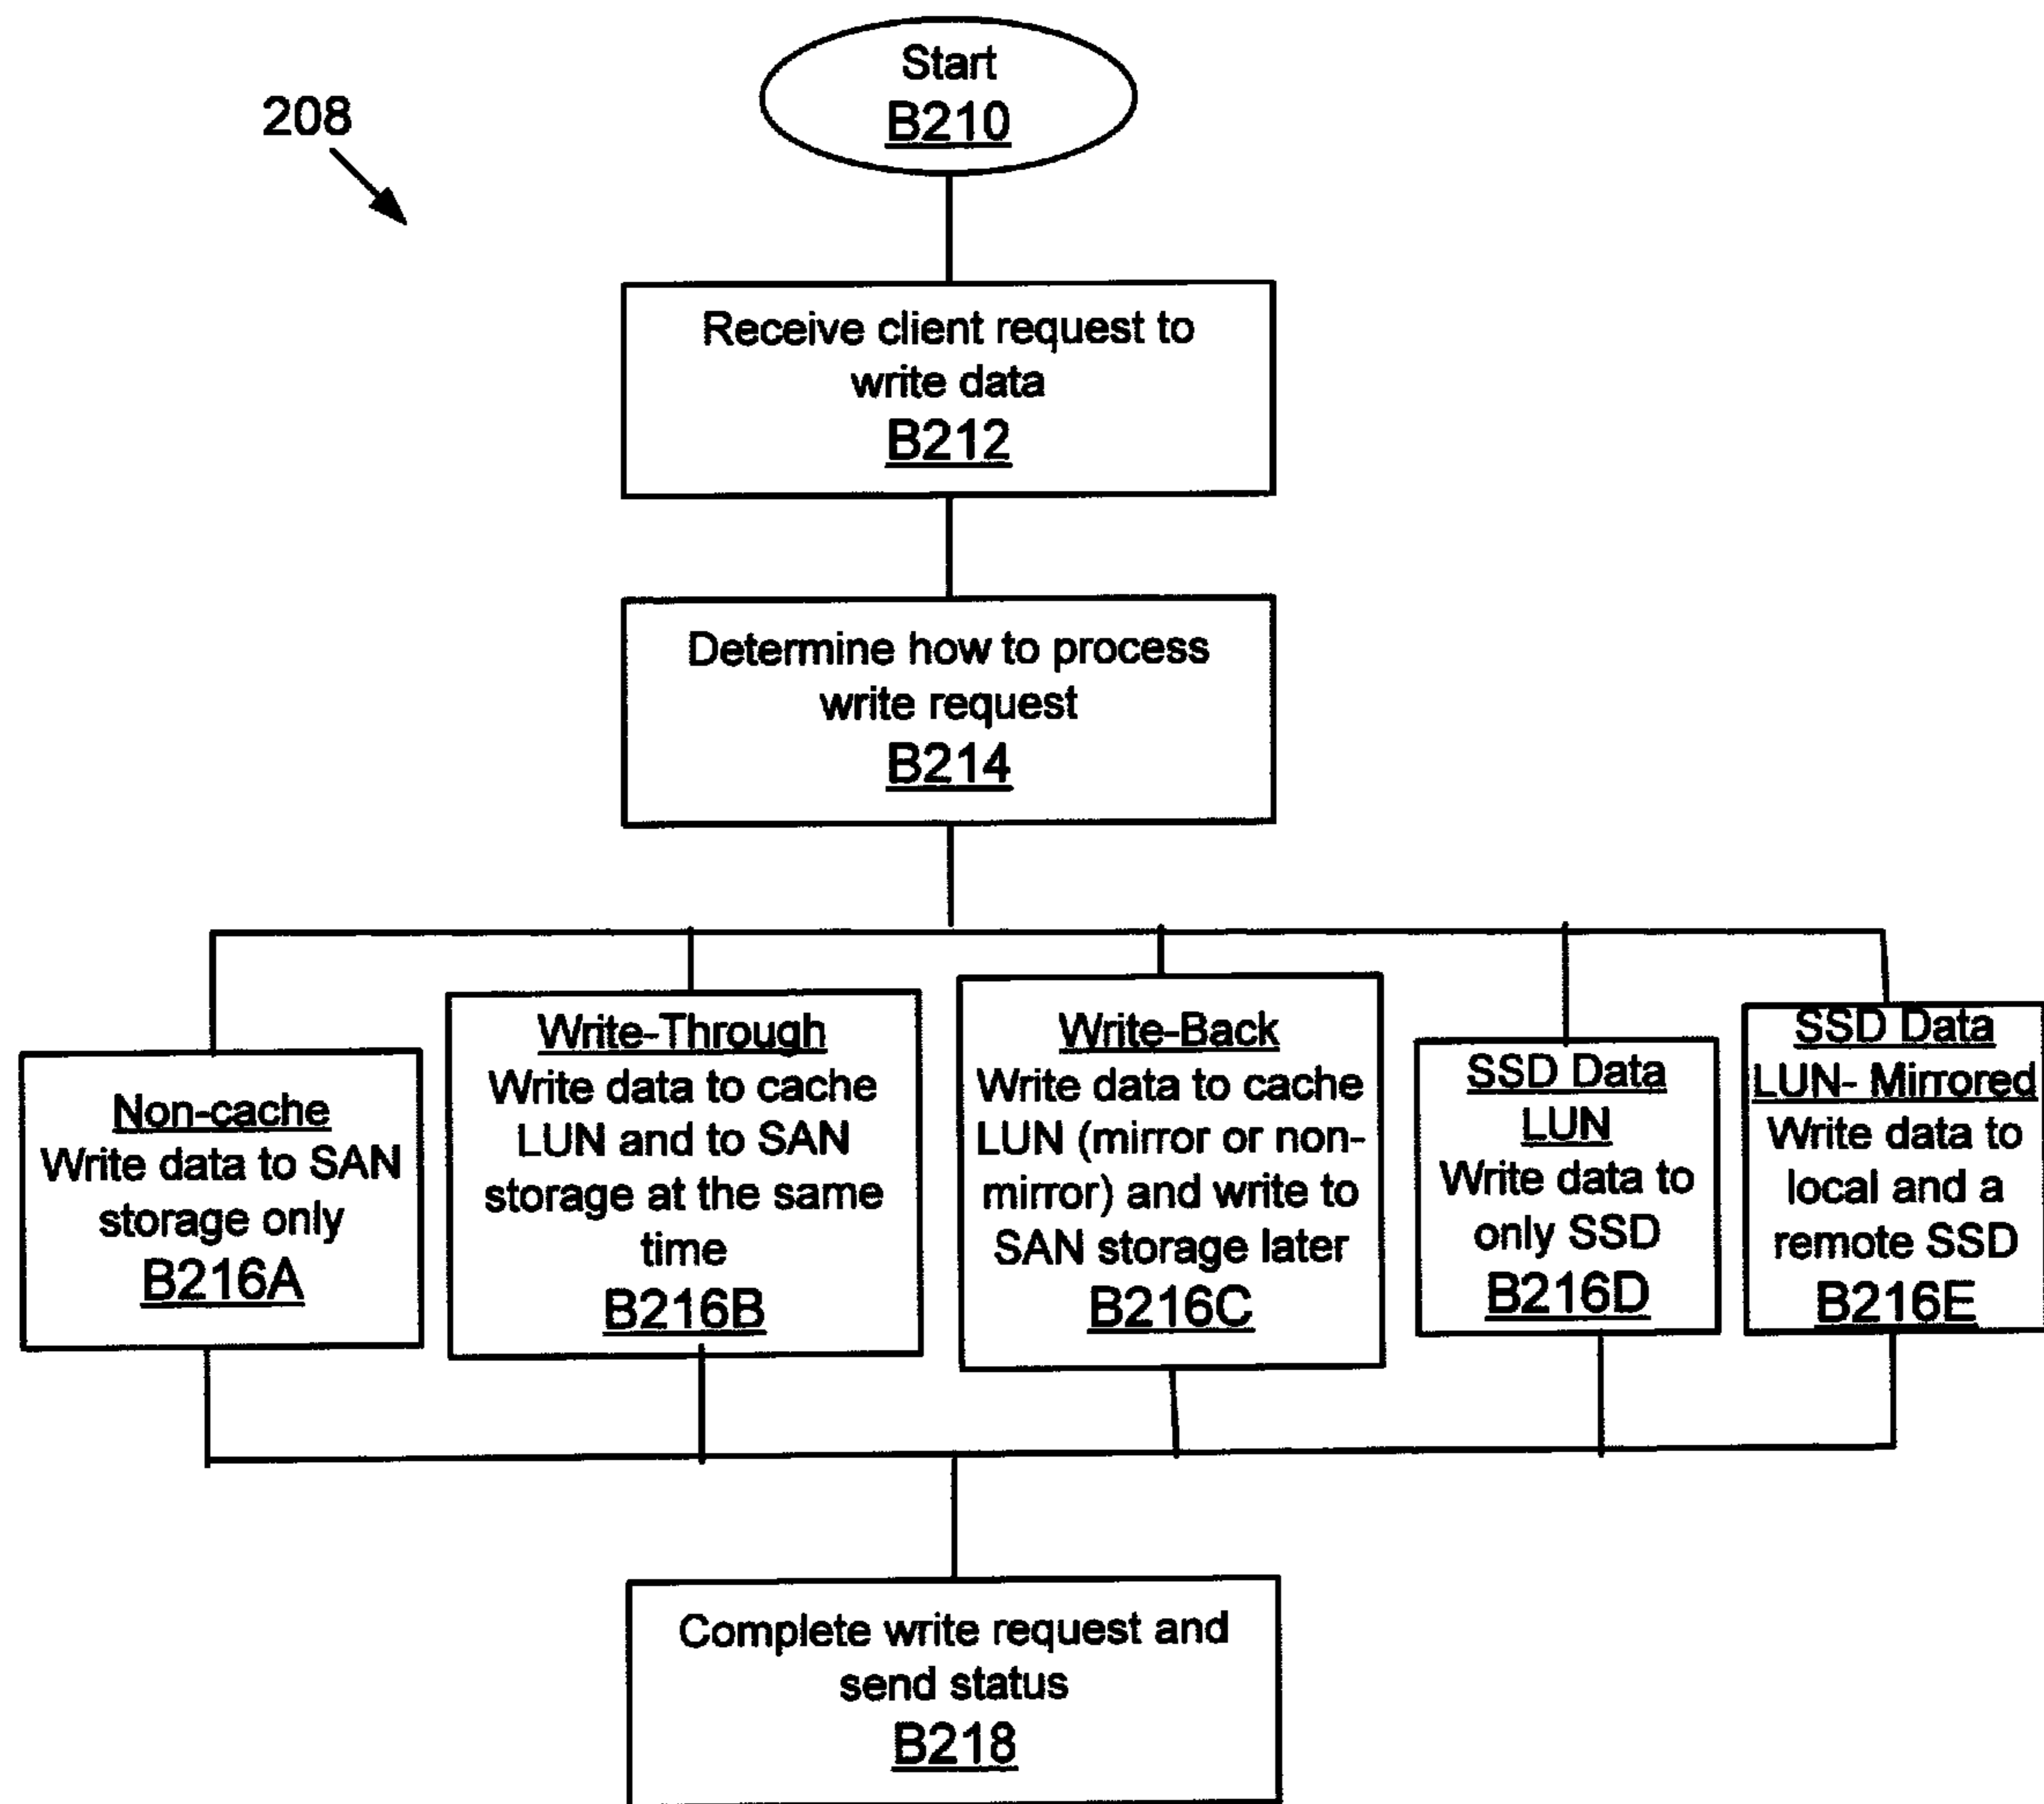 208
Start
B210
Receive client request to
write data
B212
Determine how to process
write request
B214
Non-cache
Write data to SAN
storage only
B216A
Write-Through
Write data to cache
LUN and to SAN
storage at the same
time
B216B
Write-Back
Write data to cache
LUN (mirror or non-
mirror) and write to
SAN storage later
B216C
SSD Data
LUN
Write data to
only SSD
B216D
SSD Data
LUN- Mirrored
Write data to
local and a
remote SSD
B216E
Complete write request and
send status
B218